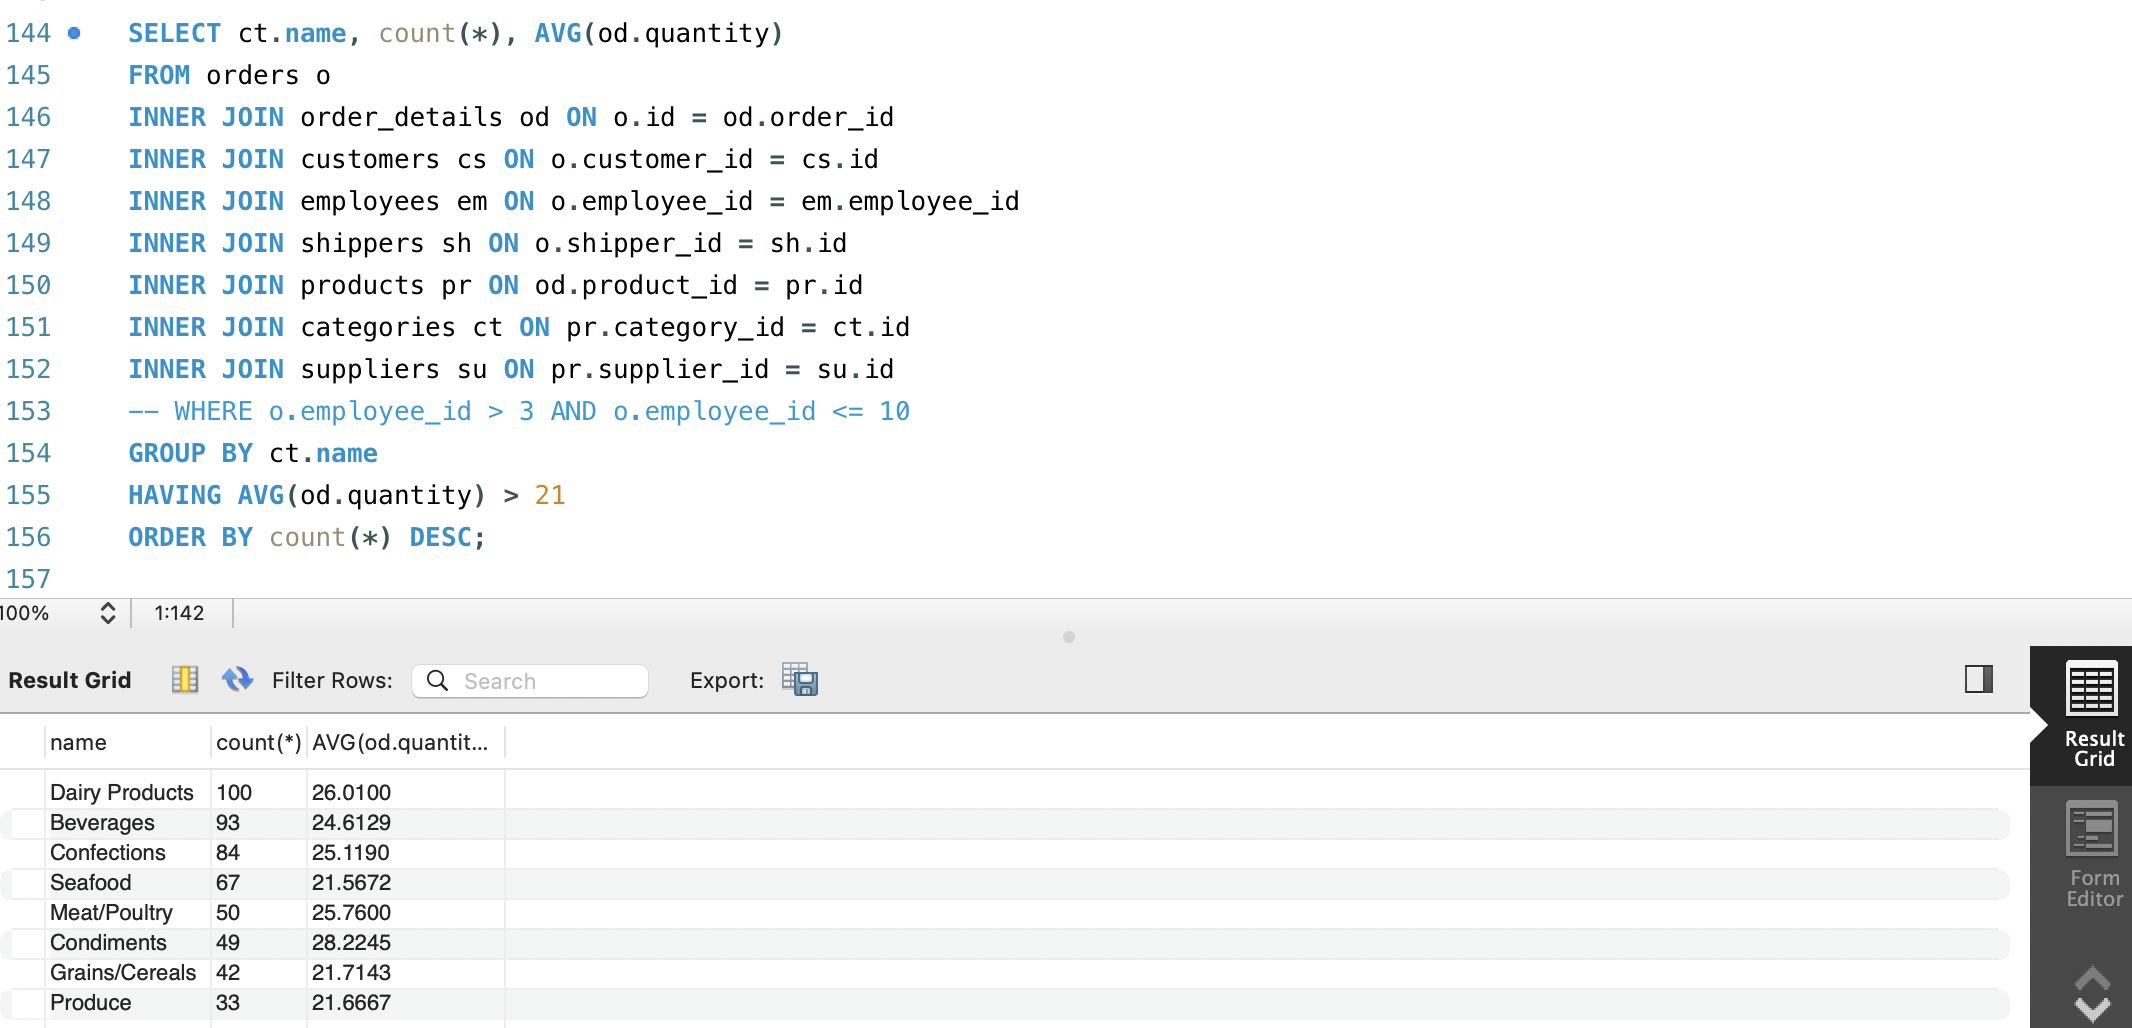 144 SELECT ct.name, count(*), AVG(od.quantity)
145 FROM orders o
146 INNER JOIN order_details od ON o.id = od.order_id
147 INNER JOIN customers cs ON o.customer_id = cs.id
148 INNER JOIN employees em ON o.employee_id = em.employee_id
149 INNER JOIN shippers sh ON o.shipper_id = sh.id
150 INNER JOIN products pr ON od.product_id = pr.id
151 INNER JOIN categories ct ON pr.category_id = ct.id
152 INNER JOIN suppliers su ON pr.supplier_id = su.id
153 -- WHERE o.employee_id > 3 AND o.employee_id <= 10
154 GROUP BY ct.name
155 HAVING AVG(od.quantity) > 21
156 ORDER BY count(*) DESC;
157
100% 1:142
Result Grid Filter Rows: Search Export:
name count(*) AVG(od.quantit...
Dairy Products 100 26.0100
Beverages 93 24.6129
Confections 84 25.1190
Seafood 67 21.5672
Meat/Poultry 50 25.7600
Condiments 49 28.2245
Grains/Cereals 42 21.7143
Produce 33 21.6667
Result
Grid
Form
Editor